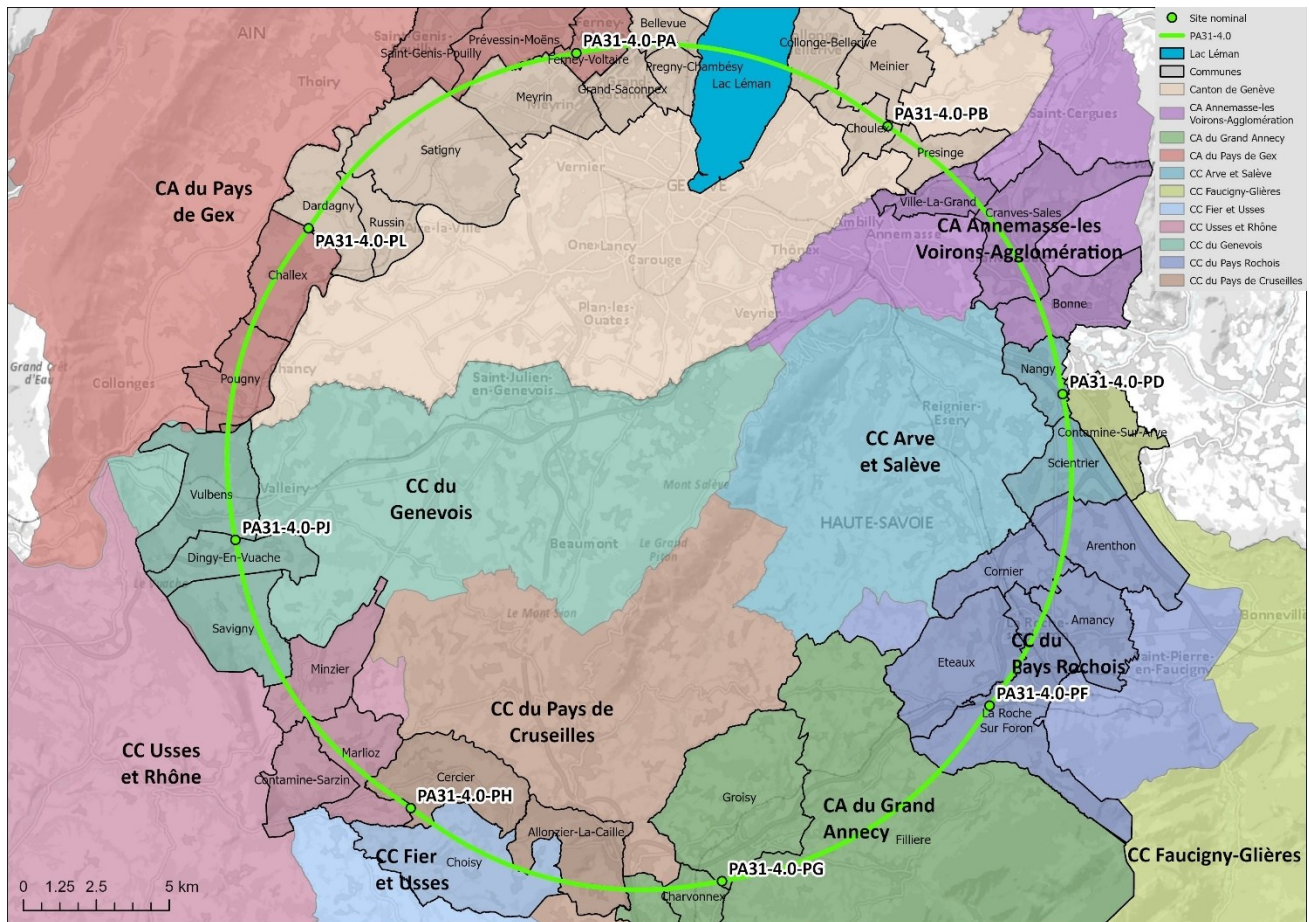 AIN
Thoiry
Saint-Genis-Pouilly
Prévessin-Moëns
Ferney-Voltaire
PA31-4.0-PA
Bellevue
Pregny-Chambésy
Grand-Saconnex
Meyrin
Meyrin
Lac Léman
Collonge-Bellerive
Meinier
PA31-4.0-PB
Choulex
Presinge
Saint-Cergues
Satigny
Vernier
GENÈVE
CA du Pays
de Gex
Dardagny
Russin
Aire-la-Ville
PA31-4.0-PL
Challex
Onex
Lancy
Carouge
Plan-les-
Ouates
Veyrier
Thônex
Ambilly
Annemasse
Ville-La-Grand
Cranves-Sales
CA Annemasse-les
Voirons-Agglomération
Bonne
Grand Crêt
d'Eau
Collonges
Pougny
Chancy
Saint-Julien-
en-Genevois
Nangy
PA31-4.0-PD
Contamine-Sur-Arve
Scientrier
Reignier-
Esery
CC Arve
et Salève
HAUTE-SAVOIE
Mont Salève
Vulbens
Valleiry
CC du
Genevois
PA31-4.0-PJ
Dingy-En-Vuache
Le Vuache
Beaumont
Le Grand
Piton
Le Mont Sion
Savigny
Minzier
Arenthon
Cornier
Amancy
Eteaux
CC du
Pays Rochois
Saint-Pierre-
en-Faucigny
Bonneville
PA31-4.0-PF
La Roche
Sur Foron
CC du Pays de
Cruseilles
CC Usses
et Rhône
Marlioz
Contamine-Sarzin
Cercier
PA31-4.0-PH
Groisy
CA du Grand
Annecy
Filliere
Allonzier-La-Caille
Choisy
CC Fier
et Usses
PA31-4.0-PG
Charvonnex
CC Faucigny-Glières
0 1.25 2.5 5 km
Site nominal
PA31-4.0
Lac Léman
Communes
Canton de Genève
CA Annemasse-les
Voirons-Agglomération
CA du Grand Annecy
CA du Pays de Gex
CC Arve et Salève
CC Faucigny-Glières
CC Fier et Usses
CC Usses et Rhône
CC du Genevois
CC du Pays Rochois
CC du Pays de Cruseilles